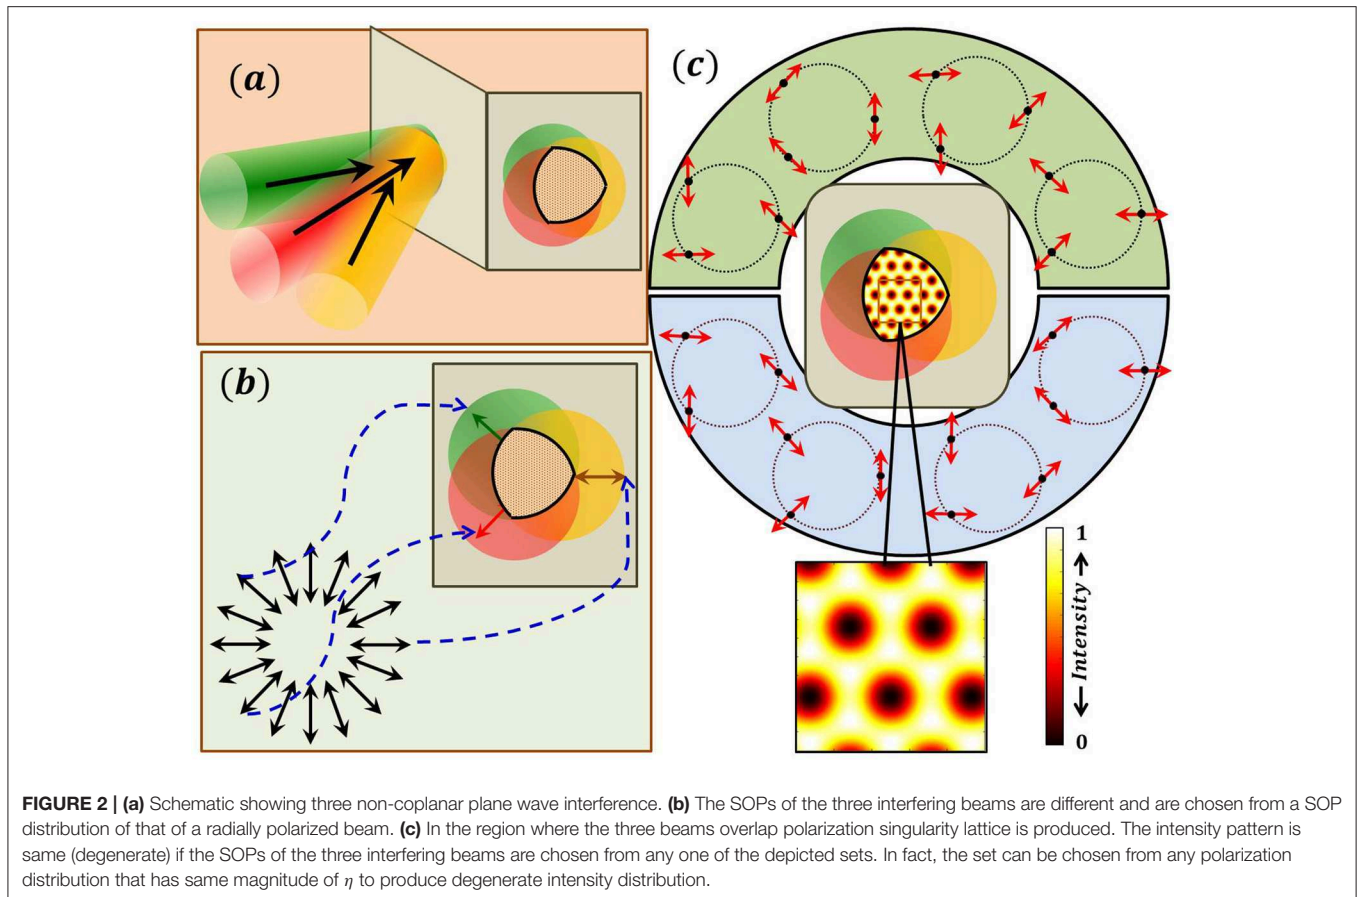 (a)
(c)
(b)
1
Intensity
0
FIGURE 2 | (a) Schematic showing three non-coplanar plane wave interference. (b) The SOPs of the three interfering beams are different and are chosen from a SOP
distribution of that of a radially polarized beam. (c) In the region where the three beams overlap polarization singularity lattice is produced. The intensity pattern is
same (degenerate) if the SOPs of the three interfering beams are chosen from any one of the depicted sets. In fact, the set can be chosen from any polarization
distribution that has same magnitude of η to produce degenerate intensity distribution.